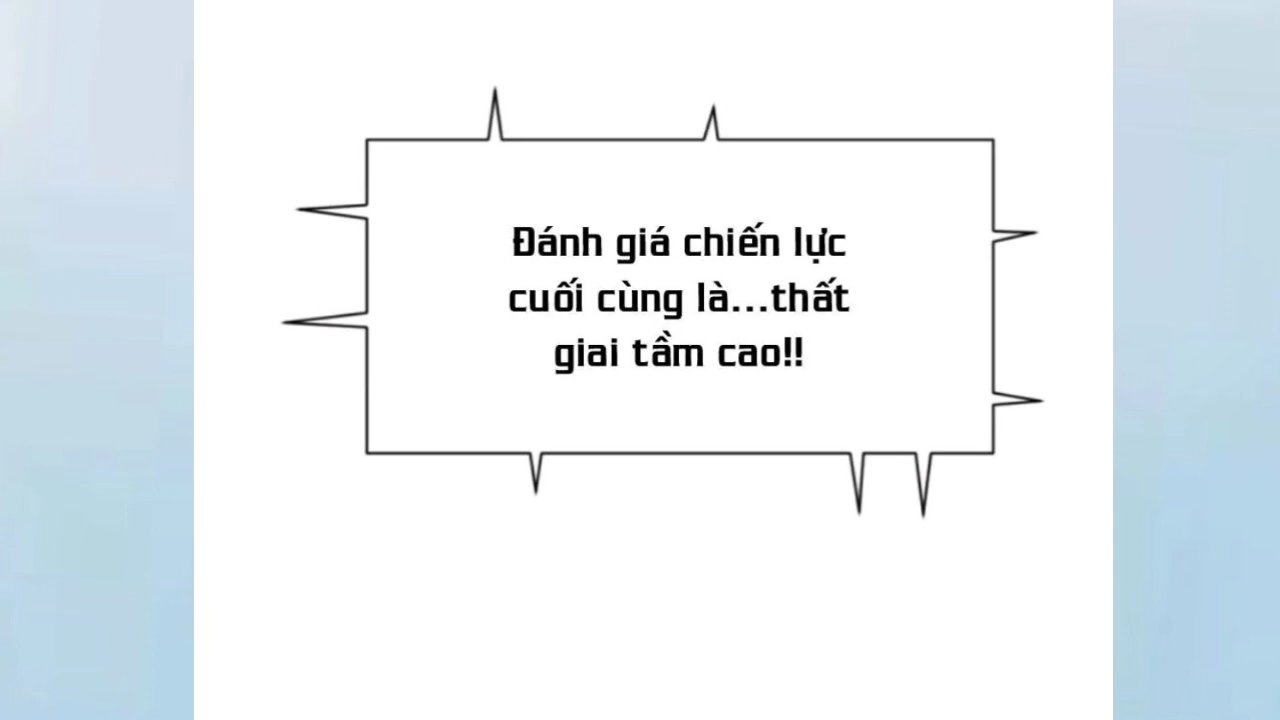 Đánh giá chiến lực
cuối cùng là...thất
giai tầm cao!!